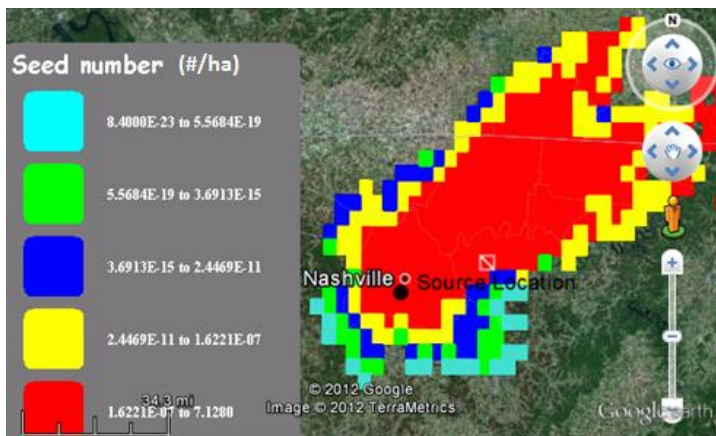 Seed number (#/ha)
8.4000E-23 to 5.5684E-19
5.5684E-19 to 3.6913E-15
3.6913E-15 to 2.4469E-11
2.4469E-11 to 1.6221E-07
1.6221E-07 to 7.1280
34.3 mi
N
Nashville
Source Location
© 2012 Google
Image © 2012 TerraMetrics
Google earth